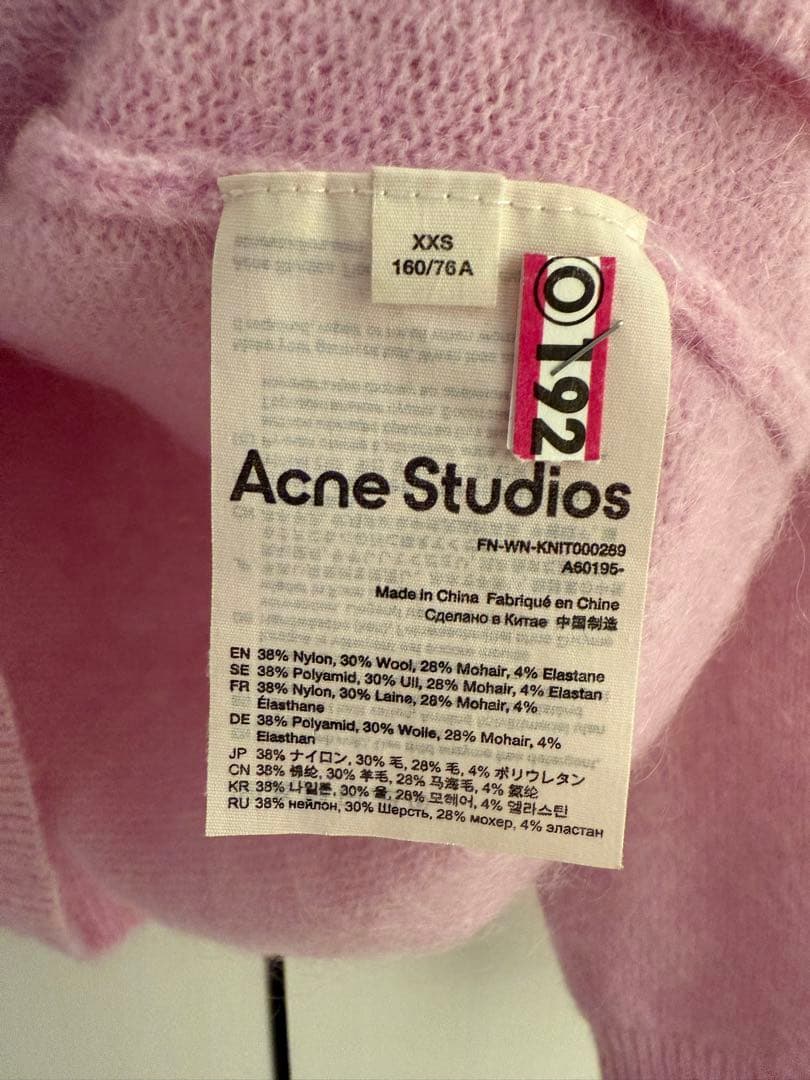 XXS
160/76A
0192
Acne Studios
FN-WN-KNIT000289
A60195-
Made in China Fabriqué en Chine
Сделано в Китае 中国制造
EN 38% Nylon, 30% Wool, 28% Mohair, 4% Elastane
SE 38% Polyamid, 30% Ull, 28% Mohair, 4% Elastan
FR 38% Nylon, 30% Laine, 28% Mohair, 4%
Élasthane
DE 38% Polyamid, 30% Wolle, 28% Mohair, 4%
Elasthan
JP 38% ナイロン, 30% 毛, 28% 毛, 4% ポリウレタン
CN 38% 锦纶, 30% 羊毛, 28% 马海毛, 4% 氨纶
KR 38% 나일론, 30% 울, 28% 모헤어, 4% 엘라스틴
RU 38% нейлон, 30% Шерсть, 28% мохер, 4% эластан